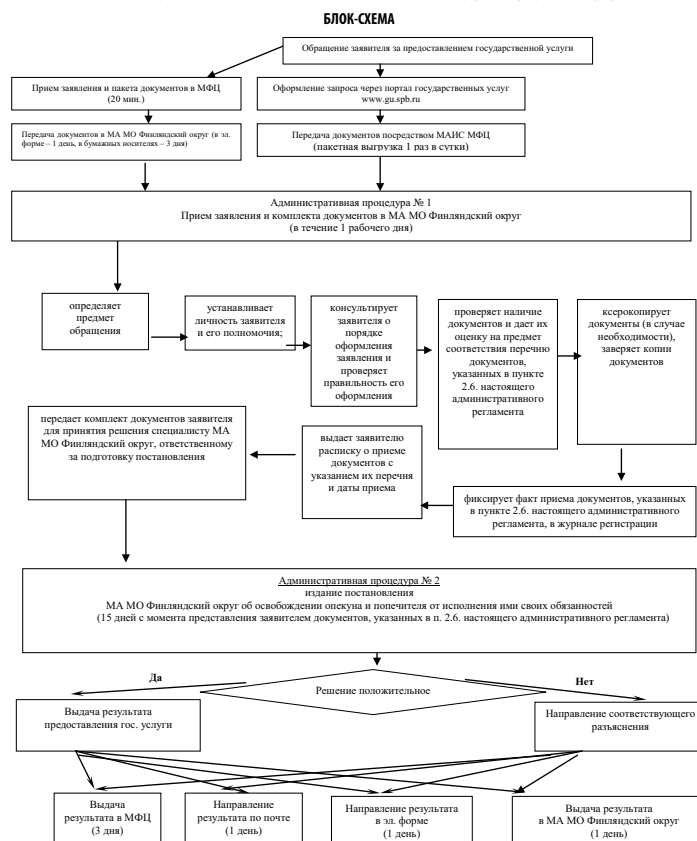 БЛОК-СХЕМА
Обращение заявителя за предоставлением государственной услуги
Прием заявления и пакета документов в МФЦ
(20 мин.)
Оформление запроса через портал государственных услуг
www.gu.spb.ru
Передача документов в МА МО Финляндский округ (в эл.
форме – 1 день, в бумажных носителях – 3 дня)
Передача документов посредством МАИС МФЦ
(пакетная выгрузка 1 раз в сутки)
Административная процедура № 1
Прием заявления и комплекта документов в МА МО Финляндский округ
(в течение 1 рабочего дня)
определяет
предмет
обращения
устанавливает
личность заявителя
и его полномочия;
консультирует
заявителя о
порядке
оформления
заявления и
проверяет
правильность его
оформления
проверяет наличие
документов и дает их
оценку на предмет
соответствия перечню
документов,
указанных в пункте
2.6. настоящего
административного
регламента
ксерокопирует
документы (в случае
необходимости),
заверяет копии
документов
передает комплект документов заявителя
для принятия решения специалисту МА
МО Финляндский округ, ответственному
за подготовку постановления
выдает заявителю
расписку о приеме
документов с
указанием их перечня
и даты приема
фиксирует факт приема документов, указанных
в пункте 2.6. настоящего административного
регламента, в журнале регистрации
Административная процедура № 2
издание постановления
МА МО Финляндский округ об освобождении опекуна и попечителя от исполнения ими своих обязанностей
(15 дней с момента представления заявителем документов, указанных в п. 2.6. настоящего административного регламента)
Да
Решение положительное
Нет
Выдача результата
предоставления гос. услуги
Направление соответствующего
разъяснения
Выдача
результата в МФЦ
(3 дня)
Направление
результата по почте
(1 день)
Направление результата
в эл. форме
(1 день)
Выдача результата
в МА МО Финляндский округ
(1 день)